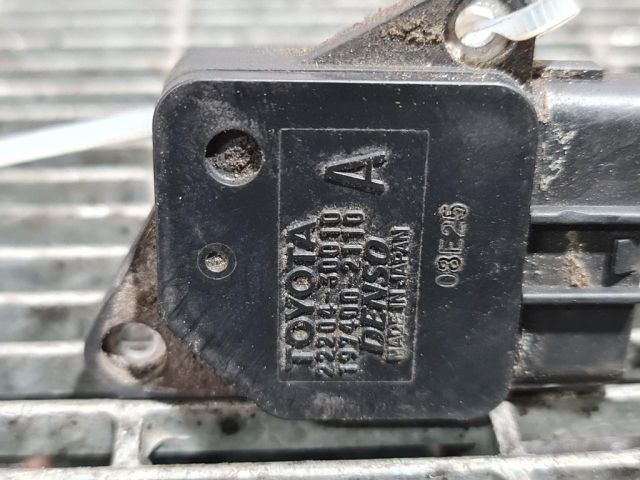 A
TOYOTA
22204-30010
197400-2110
DENSO
MADE IN JAPAN
03E25